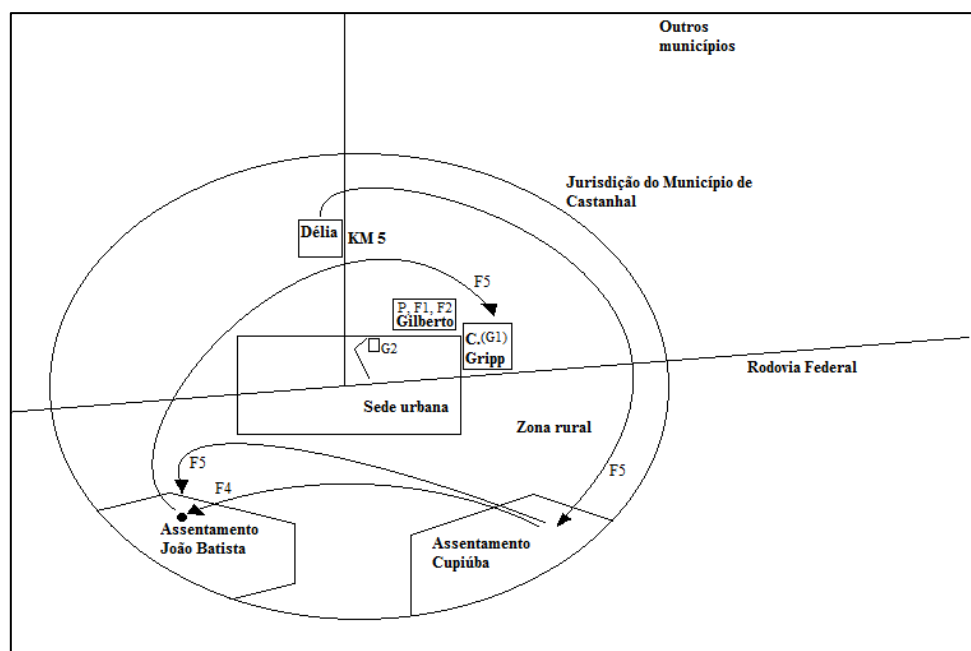 Outros
municípios
Jurisdição do Município de
Castanhal
Délia
KM 5
F5
P, F1, F2
Gilberto
C.(G1)
Gripp
G2
Rodovia Federal
Sede urbana
Zona rural
F5
F5
F4
Assentamento
João Batista
Assentamento
Cupiúba